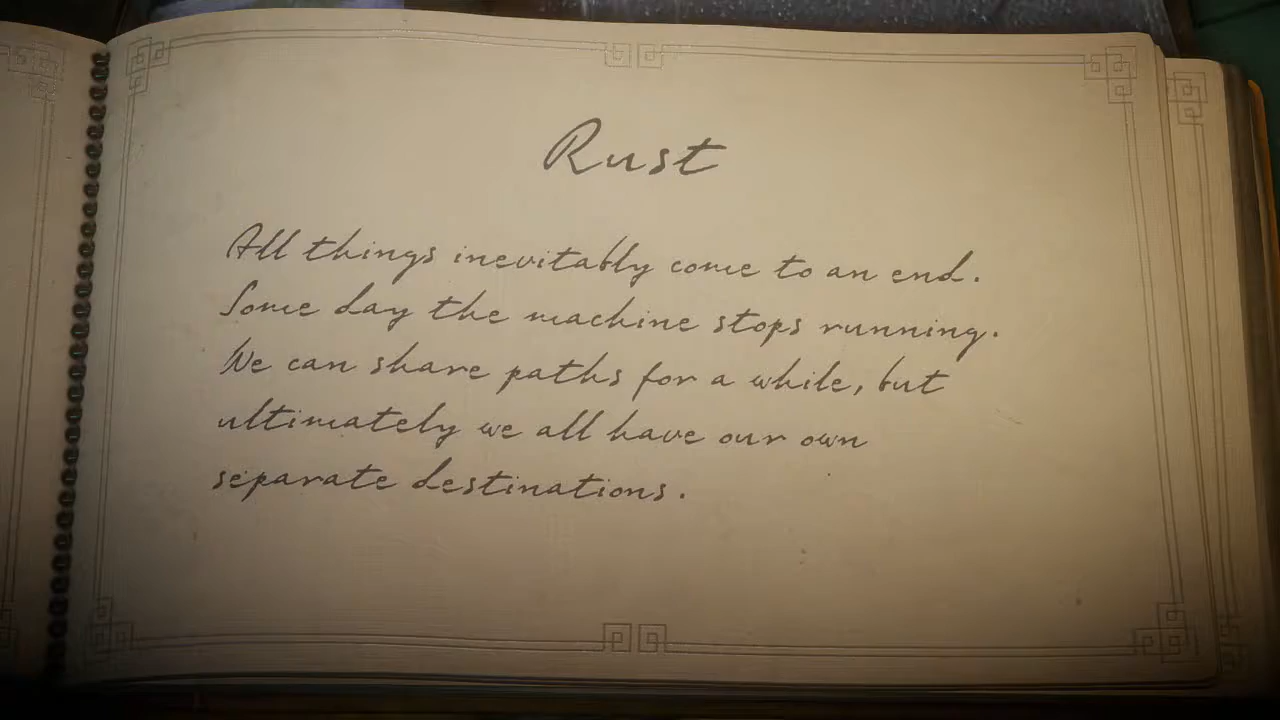 Rust
All things inevitably come to an end.
Some day the machine stops running.
We can share paths for a while, but
ultimately we all have our own
separate destinations.